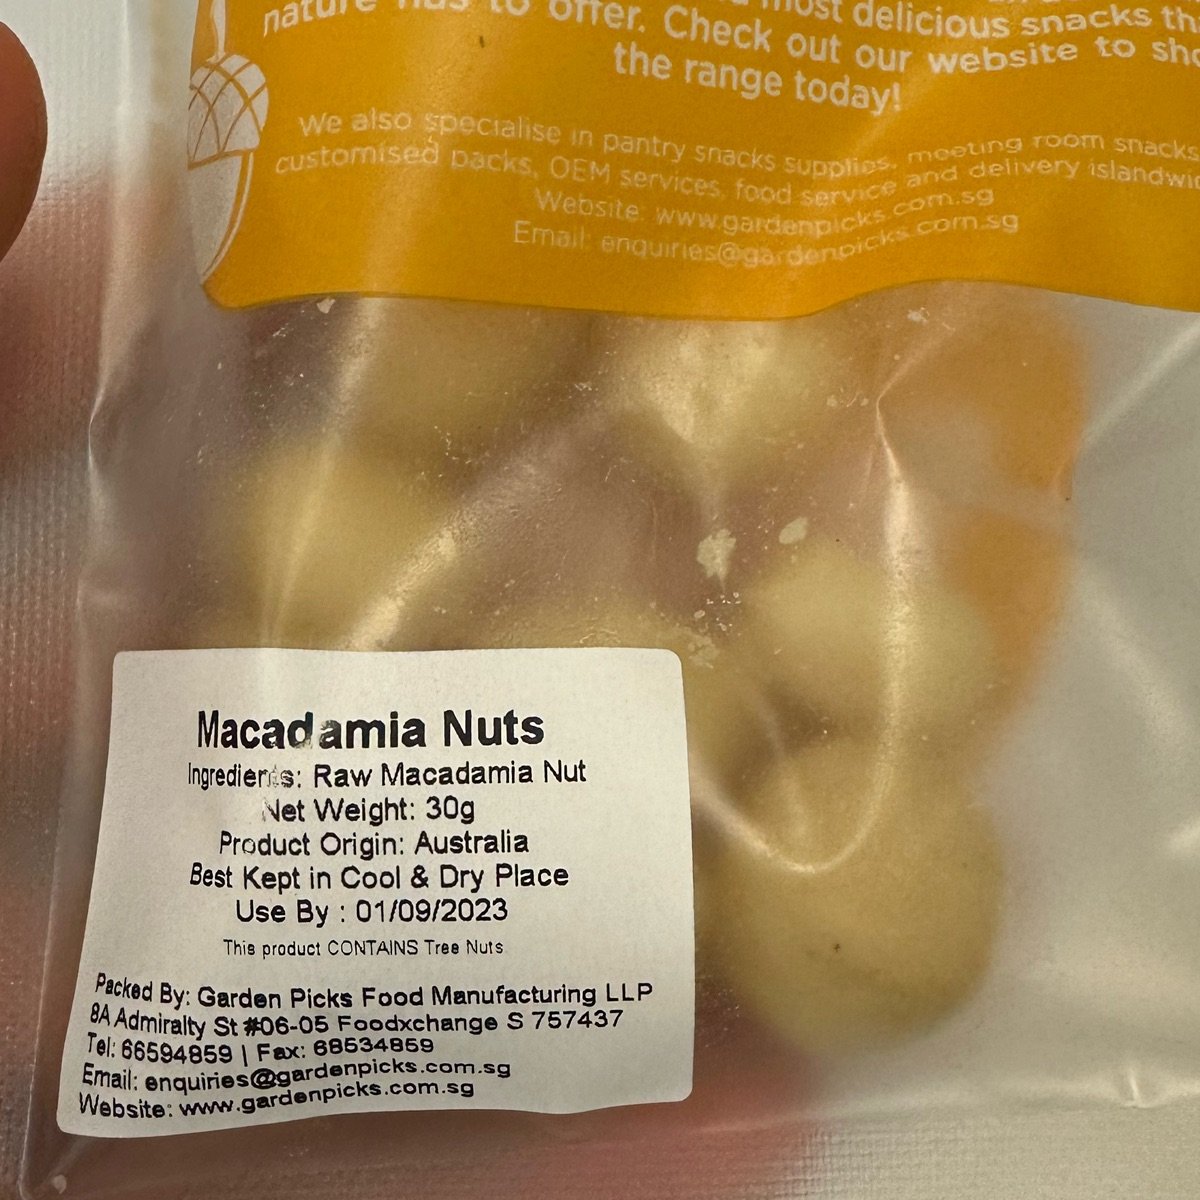 most delicious snacks
nature has to offer. Check out our website to
the range today!
We also specialise in pantry snacks supplies, meeting room snacks
customised packs, OEM services, food service and delivery
Website: www.gardenpicks.com.sg
Email: enquiries@gardenpicks.com.sg
Macadamia Nuts
Ingredients: Raw Macadamia Nut
Net Weight: 30g
Product Origin: Australia
Best Kept in Cool & Dry Place
Use By : 01/09/2023
This product CONTAINS Tree Nuts
Packed By: Garden Picks Food Manufacturing LLP
8A Admiralty St #06-05 Foodxchange S 757437
Tel: 66594859 | Fax: 68534859
Email: enquiries@gardenpicks.com.sg
Website: www.gardenpicks.com.sg